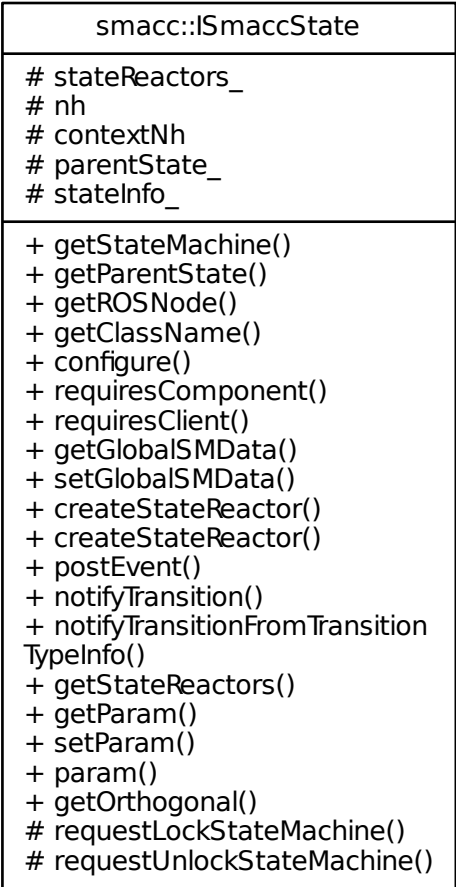 smacc::ISmaccState
# stateReactors_
# nh
# contextNh
# parentState_
# stateInfo_
+ getStateMachine()
+ getParentState()
+ getROSNode()
+ getClassName()
+ configure()
+ requiresComponent()
+ requiresClient()
+ getGlobalSMData()
+ setGlobalSMData()
+ createStateReactor()
+ createStateReactor()
+ postEvent()
+ notifyTransition()
+ notifyTransitionFromTransition
TypeInfo()
+ getStateReactors()
+ getParam()
+ setParam()
+ param()
+ getOrthogonal()
# requestLockStateMachine()
# requestUnlockStateMachine()